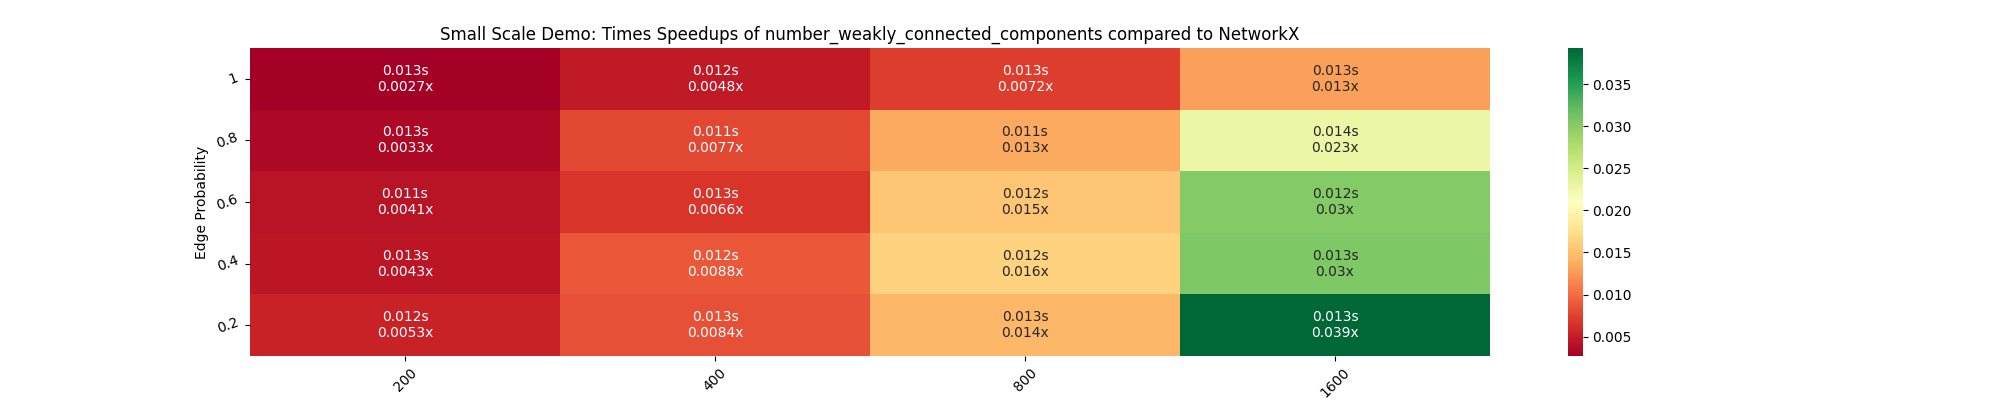 Small Scale Demo: Times Speedups of number_weakly_connected_components compared to NetworkX
Edge Probability
1
0.013s
0.0027x
0.012s
0.0048x
0.013s
0.0072x
0.013s
0.013x
0.8
0.013s
0.0033x
0.011s
0.0077x
0.011s
0.013x
0.014s
0.023x
0.6
0.011s
0.0041x
0.013s
0.0066x
0.012s
0.015x
0.012s
0.03x
0.4
0.013s
0.0043x
0.012s
0.0088x
0.012s
0.016x
0.013s
0.03x
0.2
0.012s
0.0053x
0.013s
0.0084x
0.013s
0.014x
0.013s
0.039x
200
400
800
1600
0.035
0.030
0.025
0.020
0.015
0.010
0.005